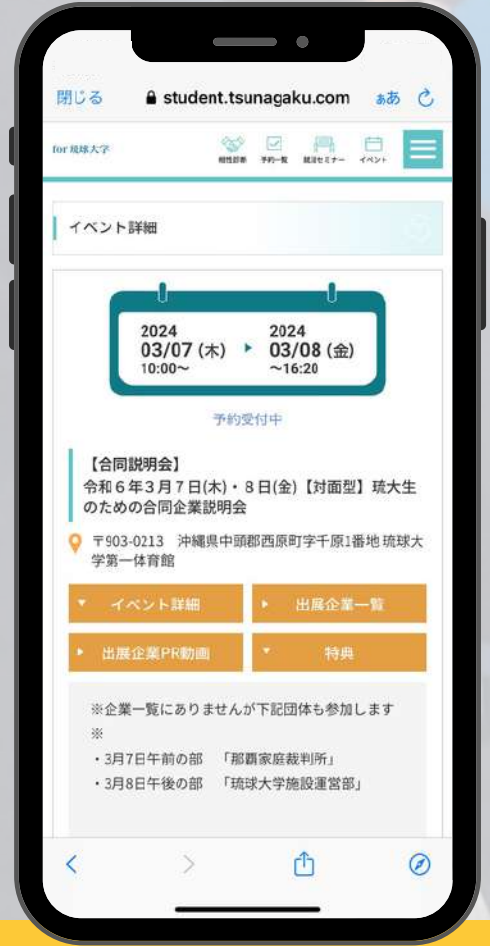 閉じる student.tsunagaku.com ぁあ
for 琉球大学 相性診断 予約一覧 就活セミナー イベント
イベント詳細
2024 2024
03/07 (木) ▶ 03/08 (金)
10:00〜 〜16:20
予約受付中
【合同説明会】
令和６年３月７日(木)・８日(金)【対面型】琉大生
のための合同企業説明会
〒903-0213　沖縄県中頭郡西原町字千原1番地 琉球大
学第一体育館
▼ イベント詳細 ▶ 出展企業一覧
▶ 出展企業PR動画 ▼ 特典
※企業一覧にありませんが下記団体も参加します
※
・3月7日午前の部　「那覇家庭裁判所」
・3月8日午後の部　「琉球大学施設運営部」